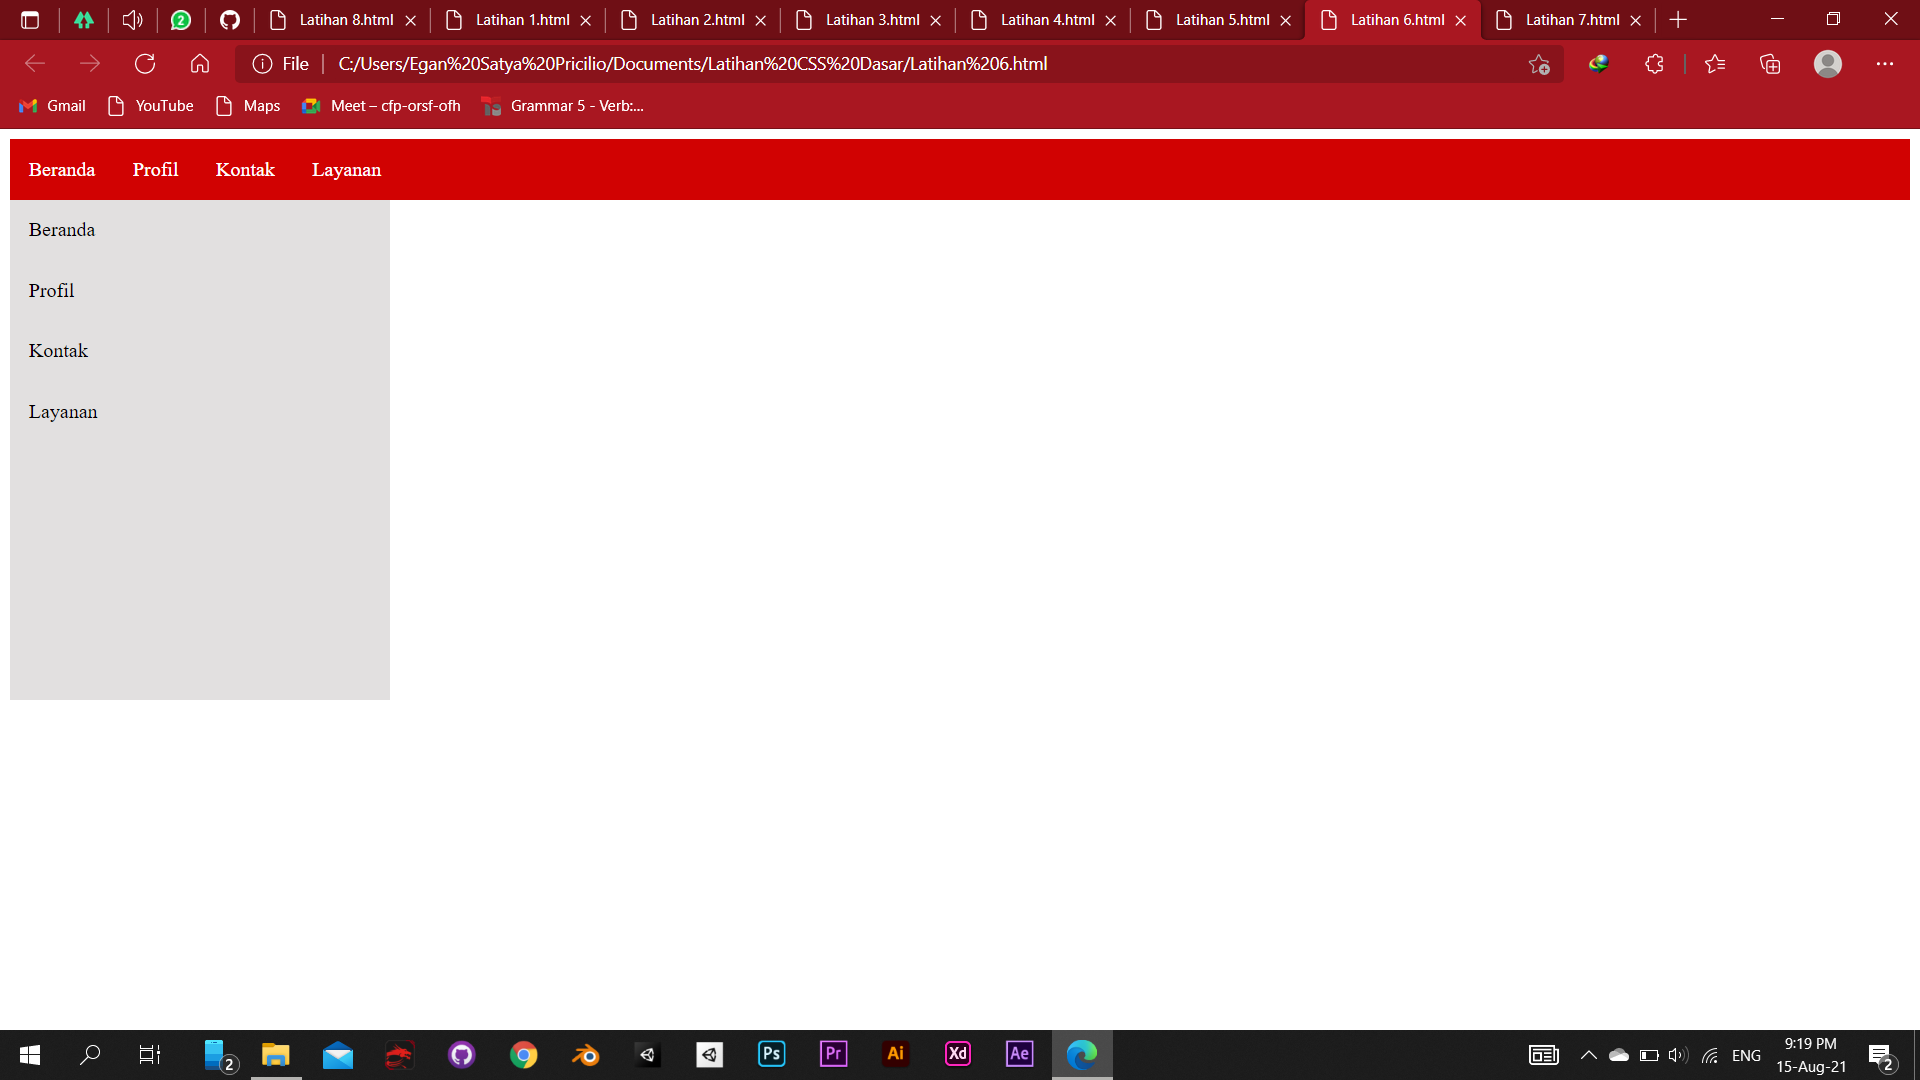 2 Latihan 8.html Latihan 1.html Latihan 2.html Latihan 3.html Latihan 4.html Latihan 5.html Latihan 6.html Latihan 7.html
File C:/Users/Egan%20Satya%20Pricilio/Documents/Latihan%20CSS%20Dasar/Latihan%206.html
Gmail YouTube Maps Meet – cfp-orsf-ofh Grammar 5 - Verb:...
Beranda Profil Kontak Layanan
Beranda
Profil
Kontak
Layanan
2 Ps Pr Ai Xd Ae ENG 9:19 PM
15-Aug-21 2